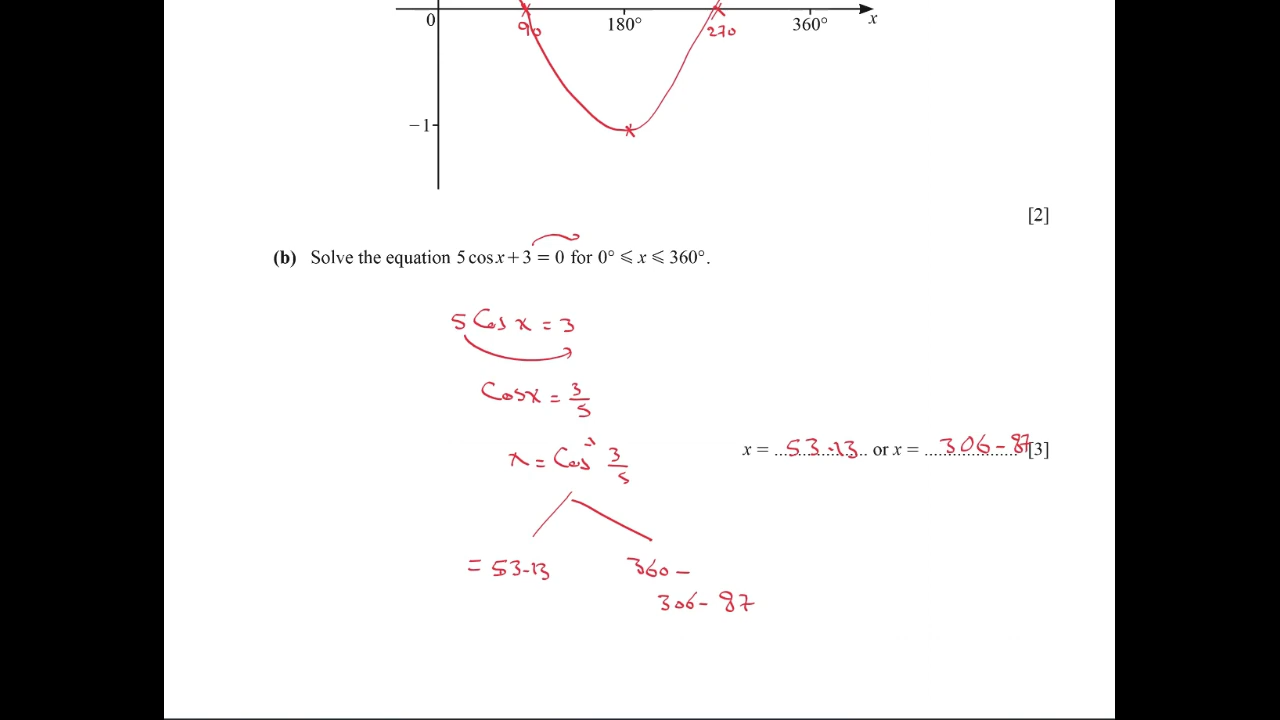 0 180° 360° x
90 270
−1
[2]
(b) Solve the equation 5 cos x + 3 = 0 for 0° ⩽ x ⩽ 360°.
5 Cos x = 3
Cos x = 3/5
x = Cos⁻¹ 3/5
x = 53.13 or x = 306-87 [3]
= 53-13 360 -
306- 87